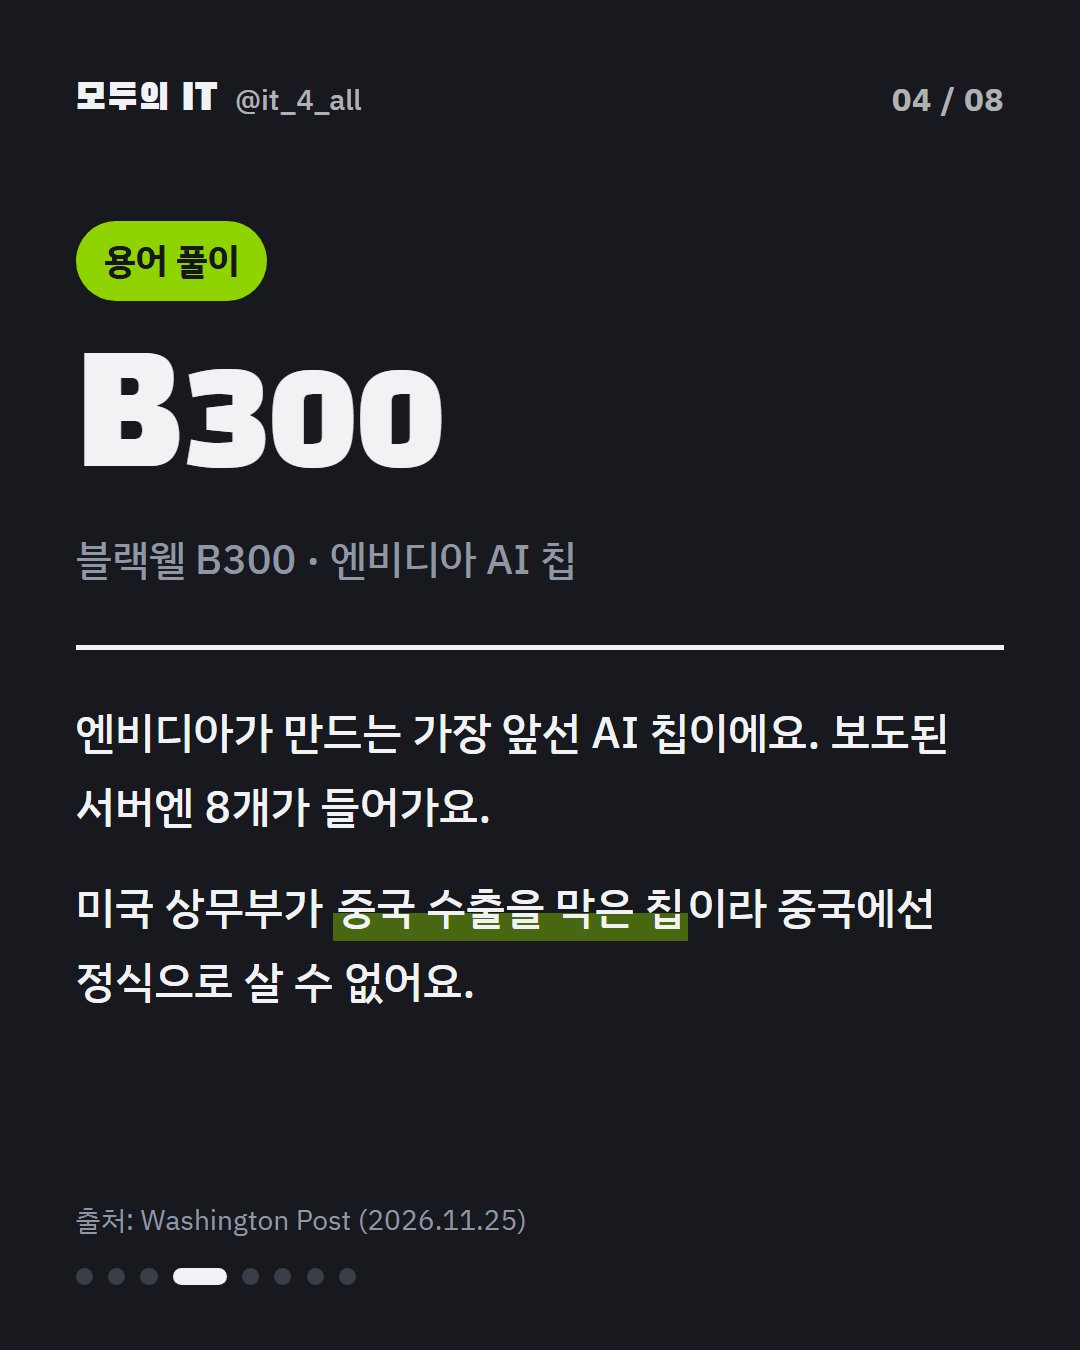 모두의 IT @it_4_all
04 / 08
용어 풀이
B300
블랙웰 B300 · 엔비디아 AI 칩
엔비디아가 만드는 가장 앞선 AI 칩이에요. 보도된
서버엔 8개가 들어가요.
미국 상무부가 중국 수출을 막은 칩이라 중국에선
정식으로 살 수 없어요.
출처: Washington Post (2026.11.25)